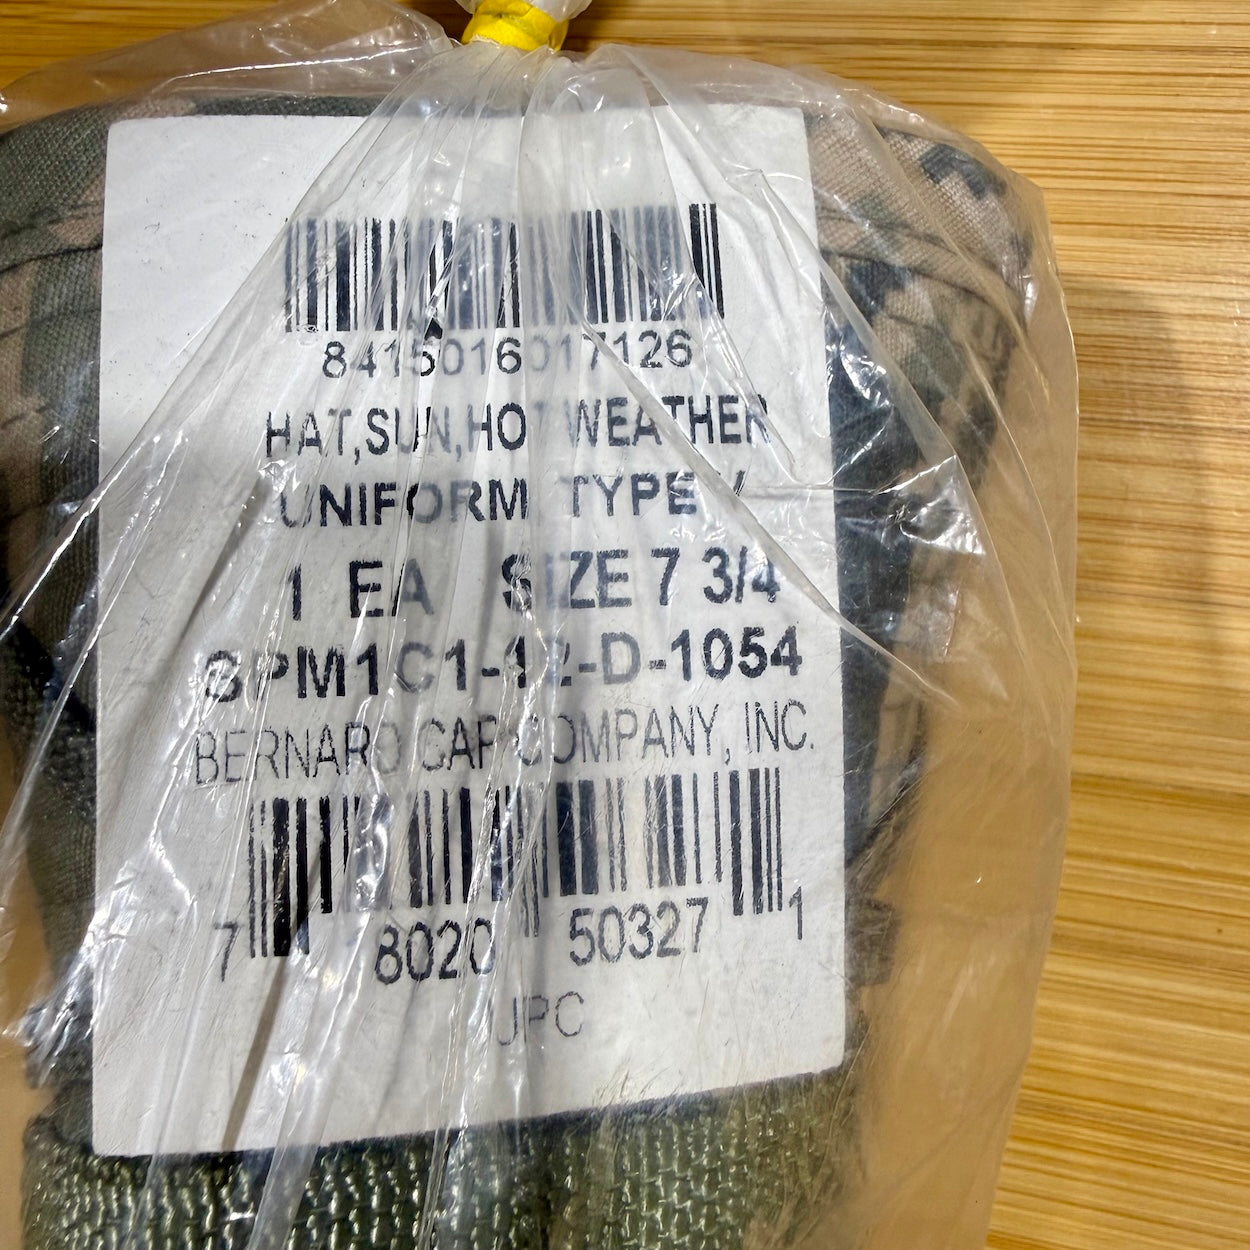 8415016017126
HAT,SUN,HOT WEATHER
UNIFORM TYPE V
1 EA SIZE 7 3/4
SPM1C1-12-D-1054
BERNARD CAP COMPANY, INC.
7 8020 50327 1
UPC